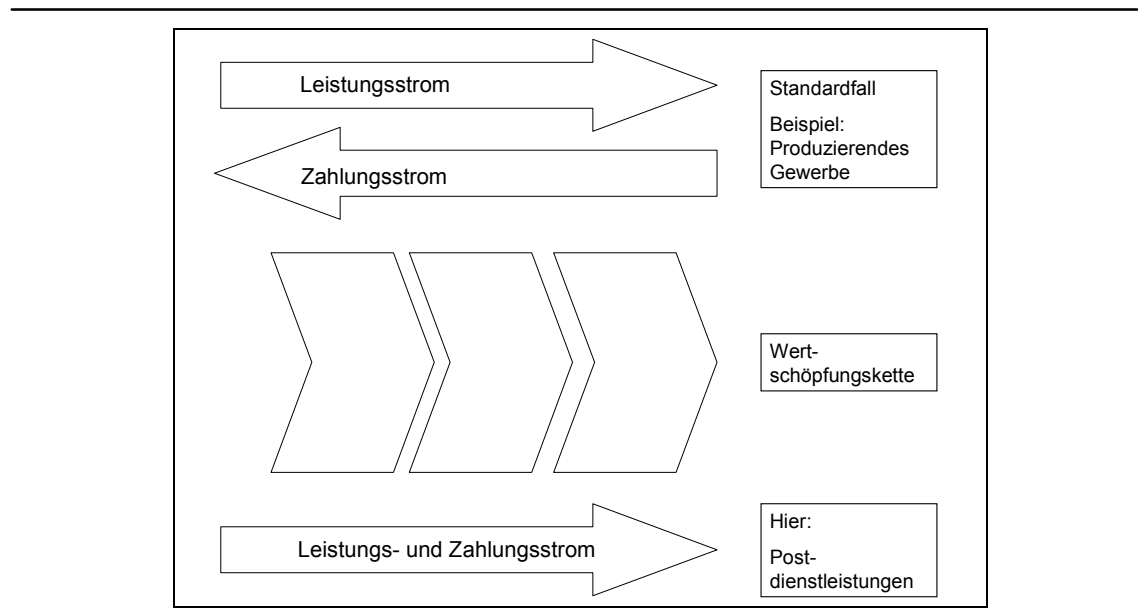 Leistungsstrom
Standardfall
Beispiel:
Produzierendes
Gewerbe
Zahlungsstrom
Wert-
schöpfungskette
Leistungs- und Zahlungsstrom
Hier:
Post-
dienstleistungen